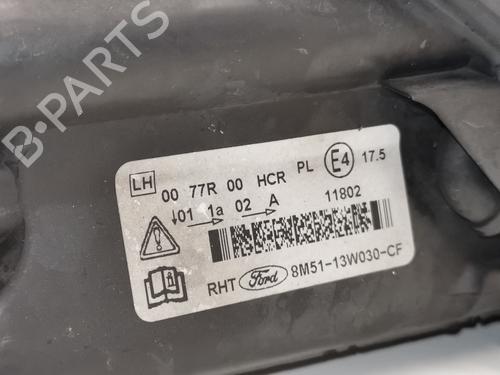 B-PARTS
LH
00 77R 00 HCR PL E4 17.5
01 1a 02 A 11802
RHT Ford 8M51-13W030-CF